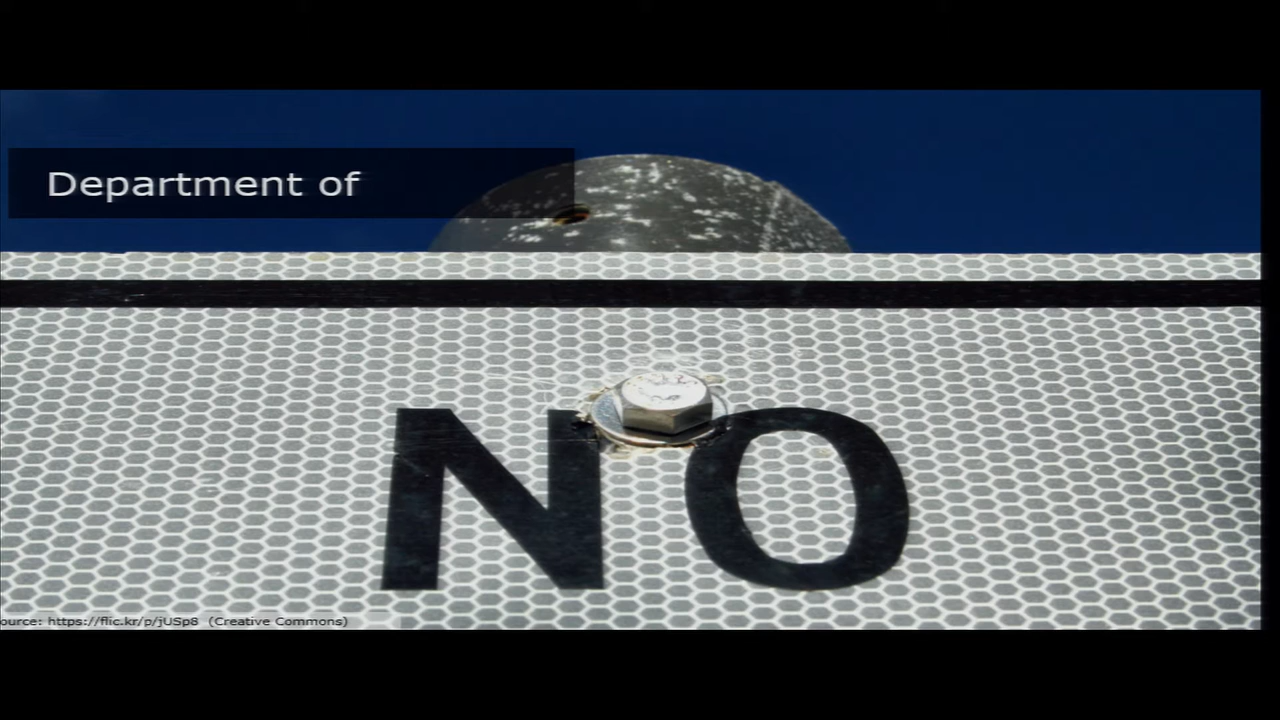 Department of
NO
ource: https://flic.kr/p/jUSp8 (Creative Commons)